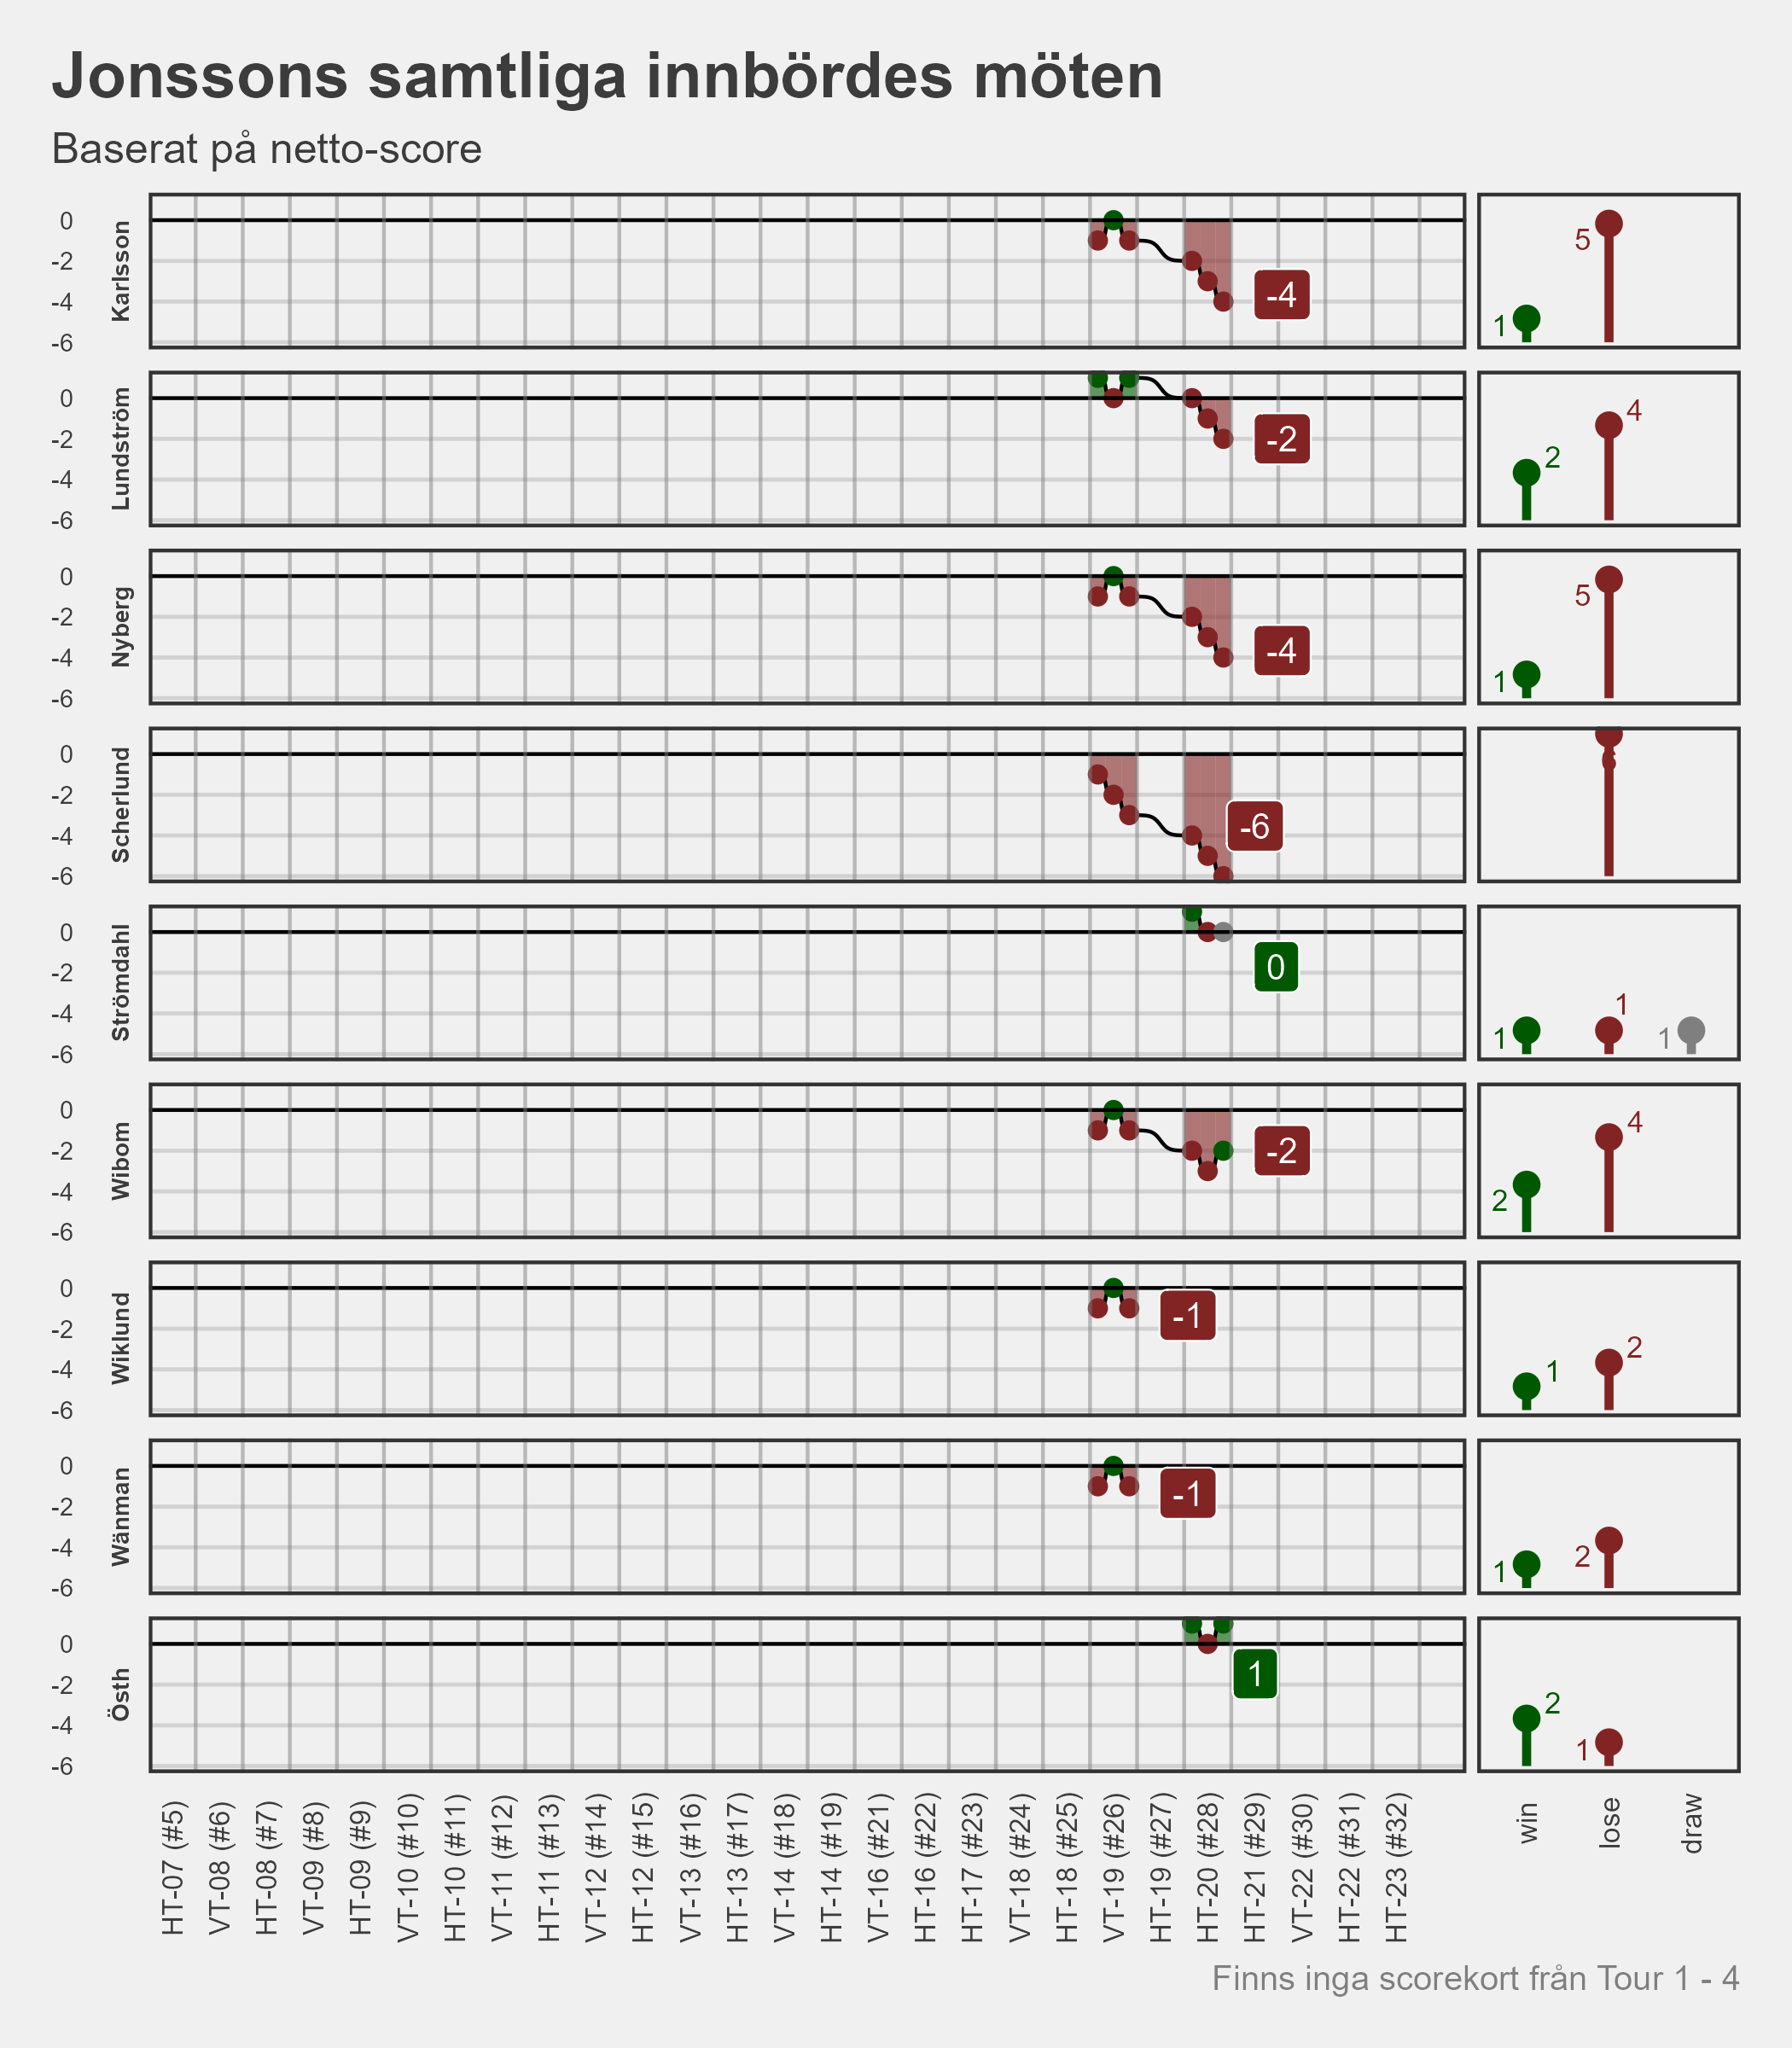 Jonssons samtliga innbördes möten
Baserat på netto-score
Karlsson
0
-2
-4
-6
-4
1
5
Lundström
0
-2
-4
-6
-2
2
4
Nyberg
0
-2
-4
-6
-4
1
5
Scherlund
0
-2
-4
-6
-6
Strömdahl
0
-2
-4
-6
0
1
1
1
Wibom
0
-2
-4
-6
-2
2
4
Wiklund
0
-2
-4
-6
-1
1
2
Wänman
0
-2
-4
-6
-1
1
2
Östh
0
-2
-4
-6
1
2
1
HT-07 (#5)
VT-08 (#6)
HT-08 (#7)
VT-09 (#8)
HT-09 (#9)
VT-10 (#10)
HT-10 (#11)
VT-11 (#12)
HT-11 (#13)
VT-12 (#14)
HT-12 (#15)
VT-13 (#16)
HT-13 (#17)
VT-14 (#18)
HT-14 (#19)
VT-16 (#21)
HT-16 (#22)
HT-17 (#23)
VT-18 (#24)
HT-18 (#25)
VT-19 (#26)
HT-19 (#27)
HT-20 (#28)
HT-21 (#29)
VT-22 (#30)
HT-22 (#31)
HT-23 (#32)
win
lose
draw
Finns inga scorekort från Tour 1 - 4